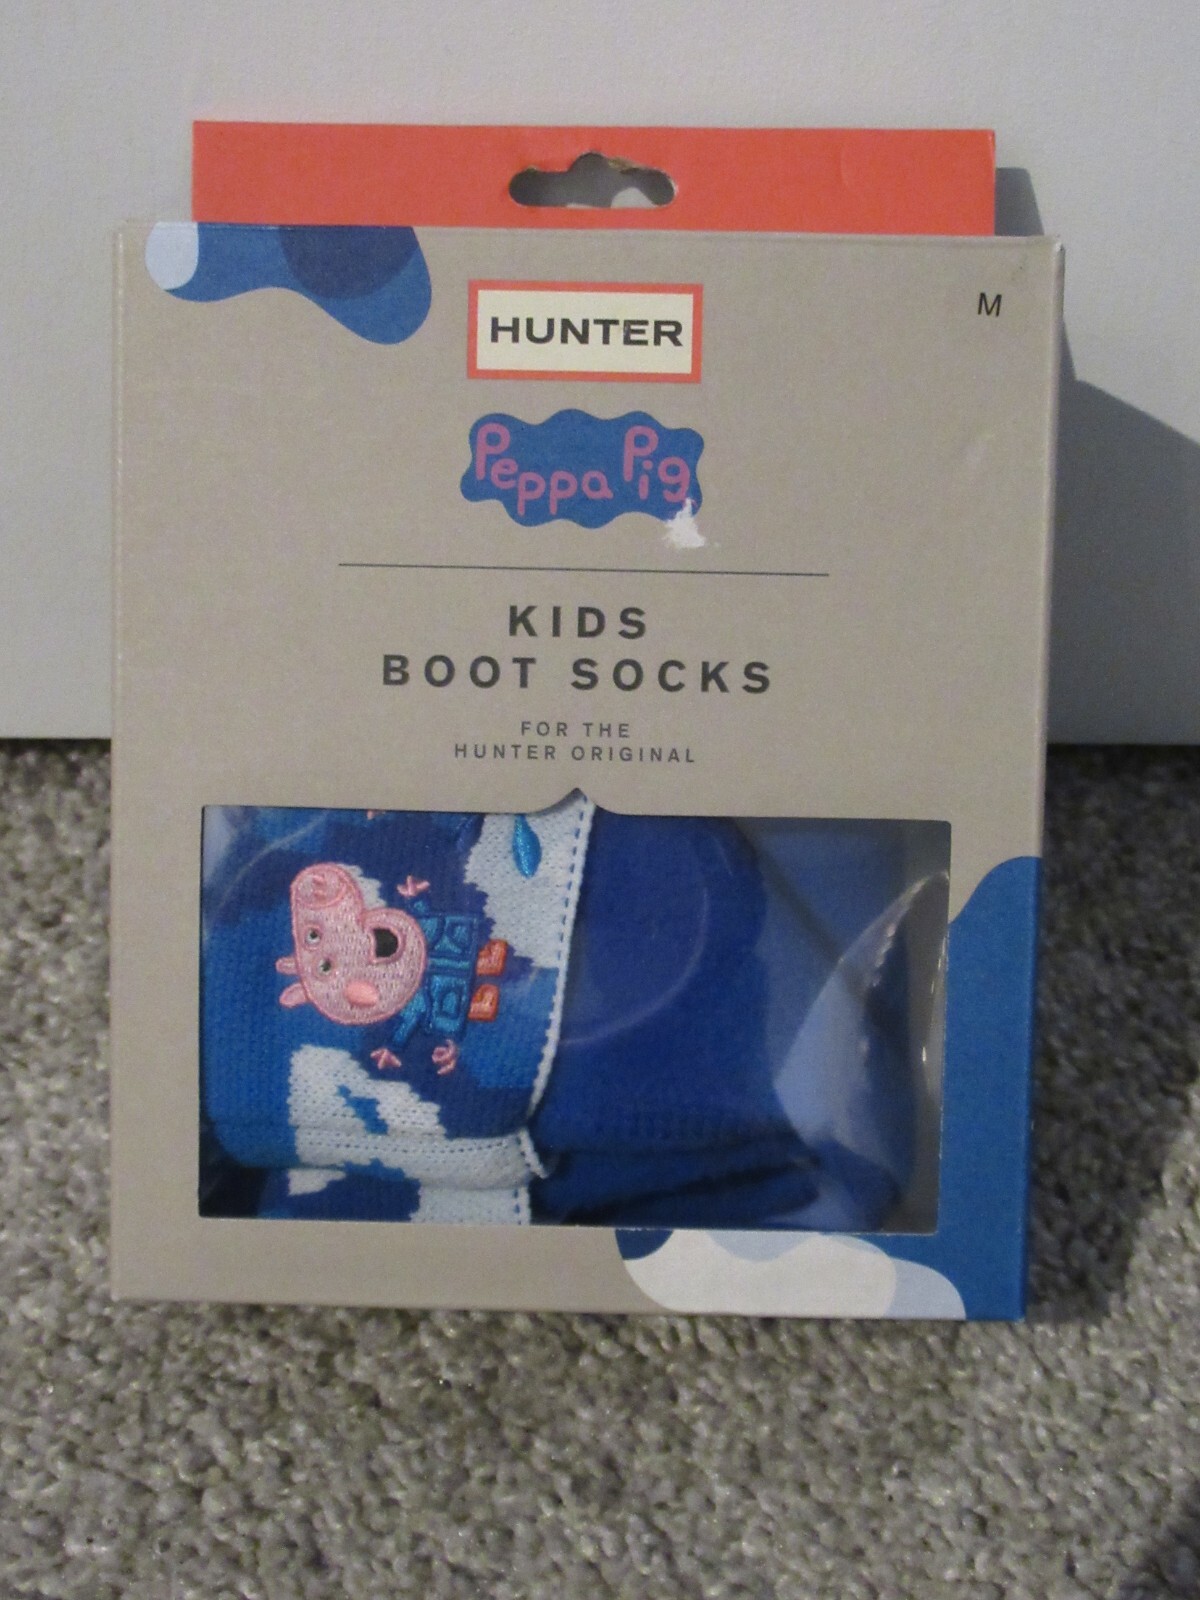 M
HUNTER
Peppa Pig
KIDS
BOOT SOCKS
FOR THE
HUNTER ORIGINAL